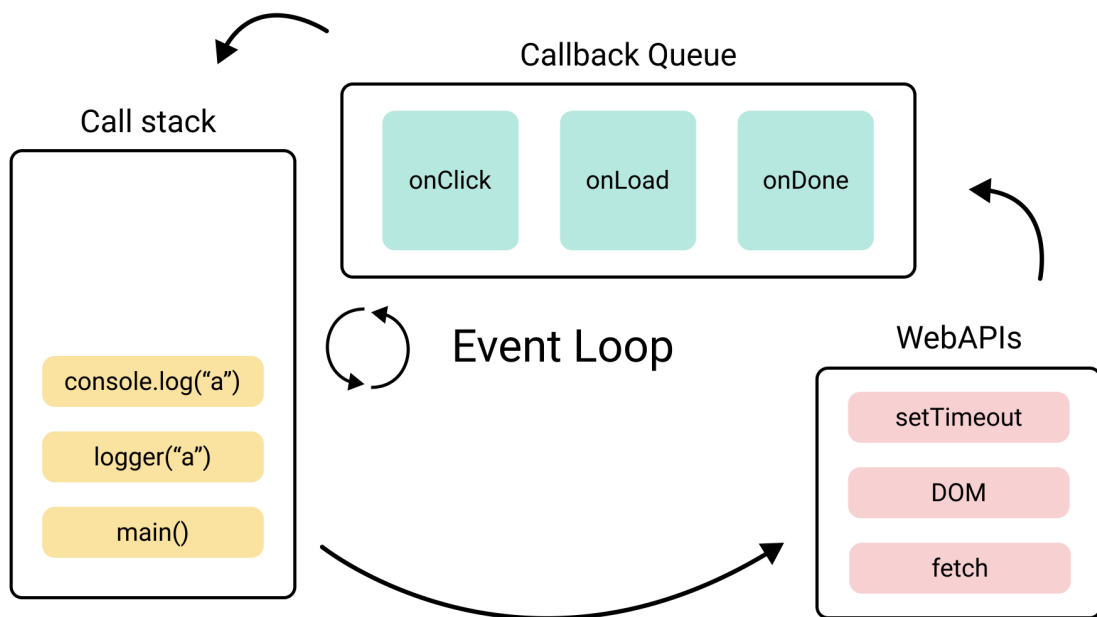 Callback Queue
onClick
onLoad
onDone
Call stack
console.log(“a”)
logger(“a”)
main()
Event Loop
WebAPIs
setTimeout
DOM
fetch